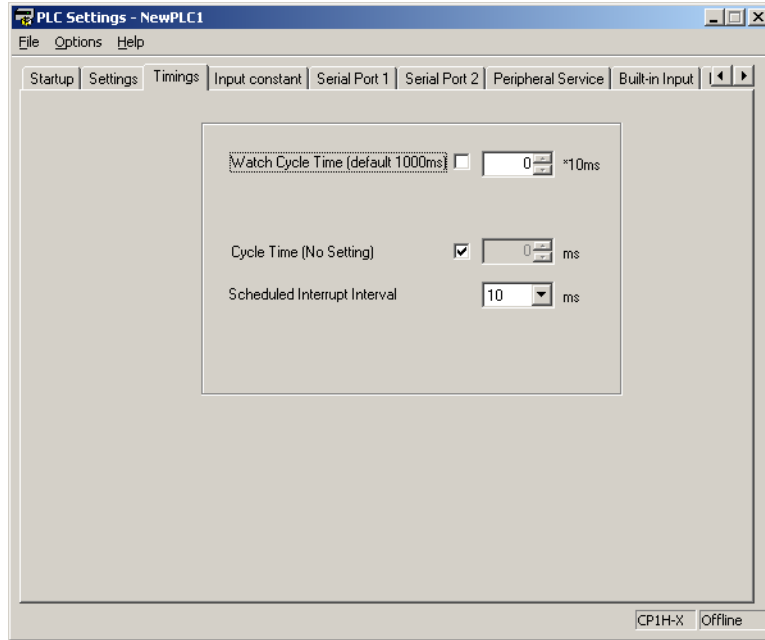 PLC Settings - NewPLC1
File Options Help
Startup Settings Timings Input constant Serial Port 1 Serial Port 2 Peripheral Service Built-in Input
Watch Cycle Time (default 1000ms) 0 *10ms
Cycle Time (No Setting) 0 ms
Scheduled Interrupt Interval 10 ms
CP1H-X Offline